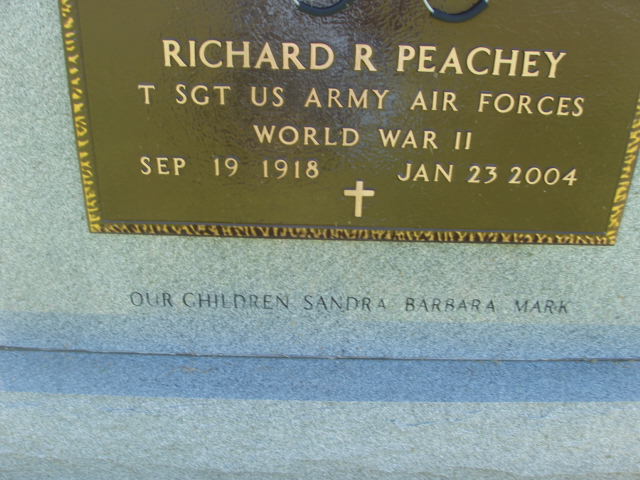 RICHARD R PEACHEY
T SGT US ARMY AIR FORCES
WORLD WAR II
SEP 19 1918 JAN 23 2004
OUR CHILDREN SANDRA BARBARA MARK